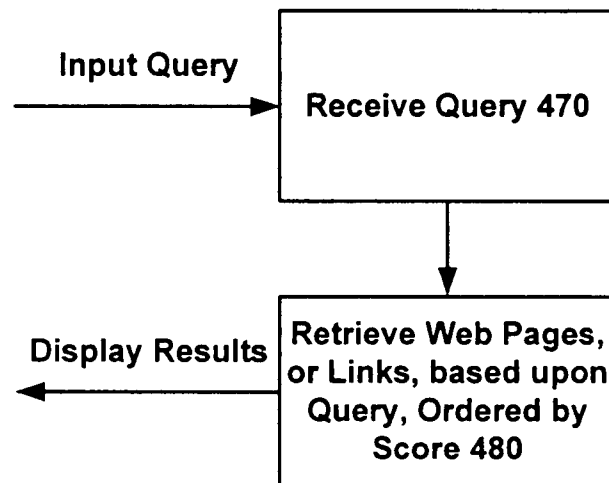 Input Query
Receive Query 470
Display Results
Retrieve Web Pages,
or Links, based upon
Query, Ordered by
Score 480